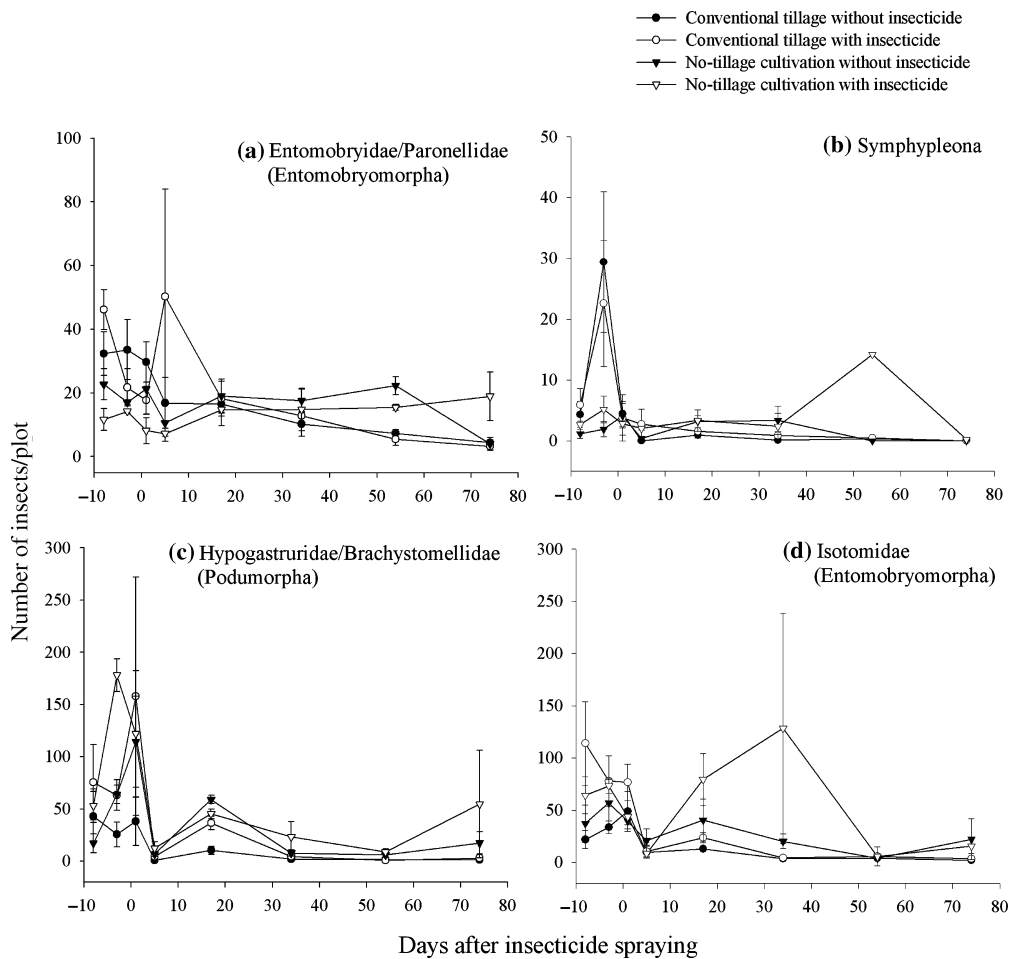 Conventional tillage without insecticide
Conventional tillage with insecticide
No-tillage cultivation without insecticide
No-tillage cultivation with insecticide
Number of insects/plot
(a) Entomobryidae/Paronellidae
(Entomobryomorpha)
100
80
60
40
20
0
−10 0 10 20 30 40 50 60 70 80
(b) Symphypleona
50
40
30
20
10
0
−10 0 10 20 30 40 50 60 70 80
(c) Hypogastruridae/Brachystomellidae
(Podumorpha)
300
250
200
150
100
50
0
−10 0 10 20 30 40 50 60 70 80
(d) Isotomidae
(Entomobryomorpha)
300
250
200
150
100
50
0
−10 0 10 20 30 40 50 60 70 80
Days after insecticide spraying